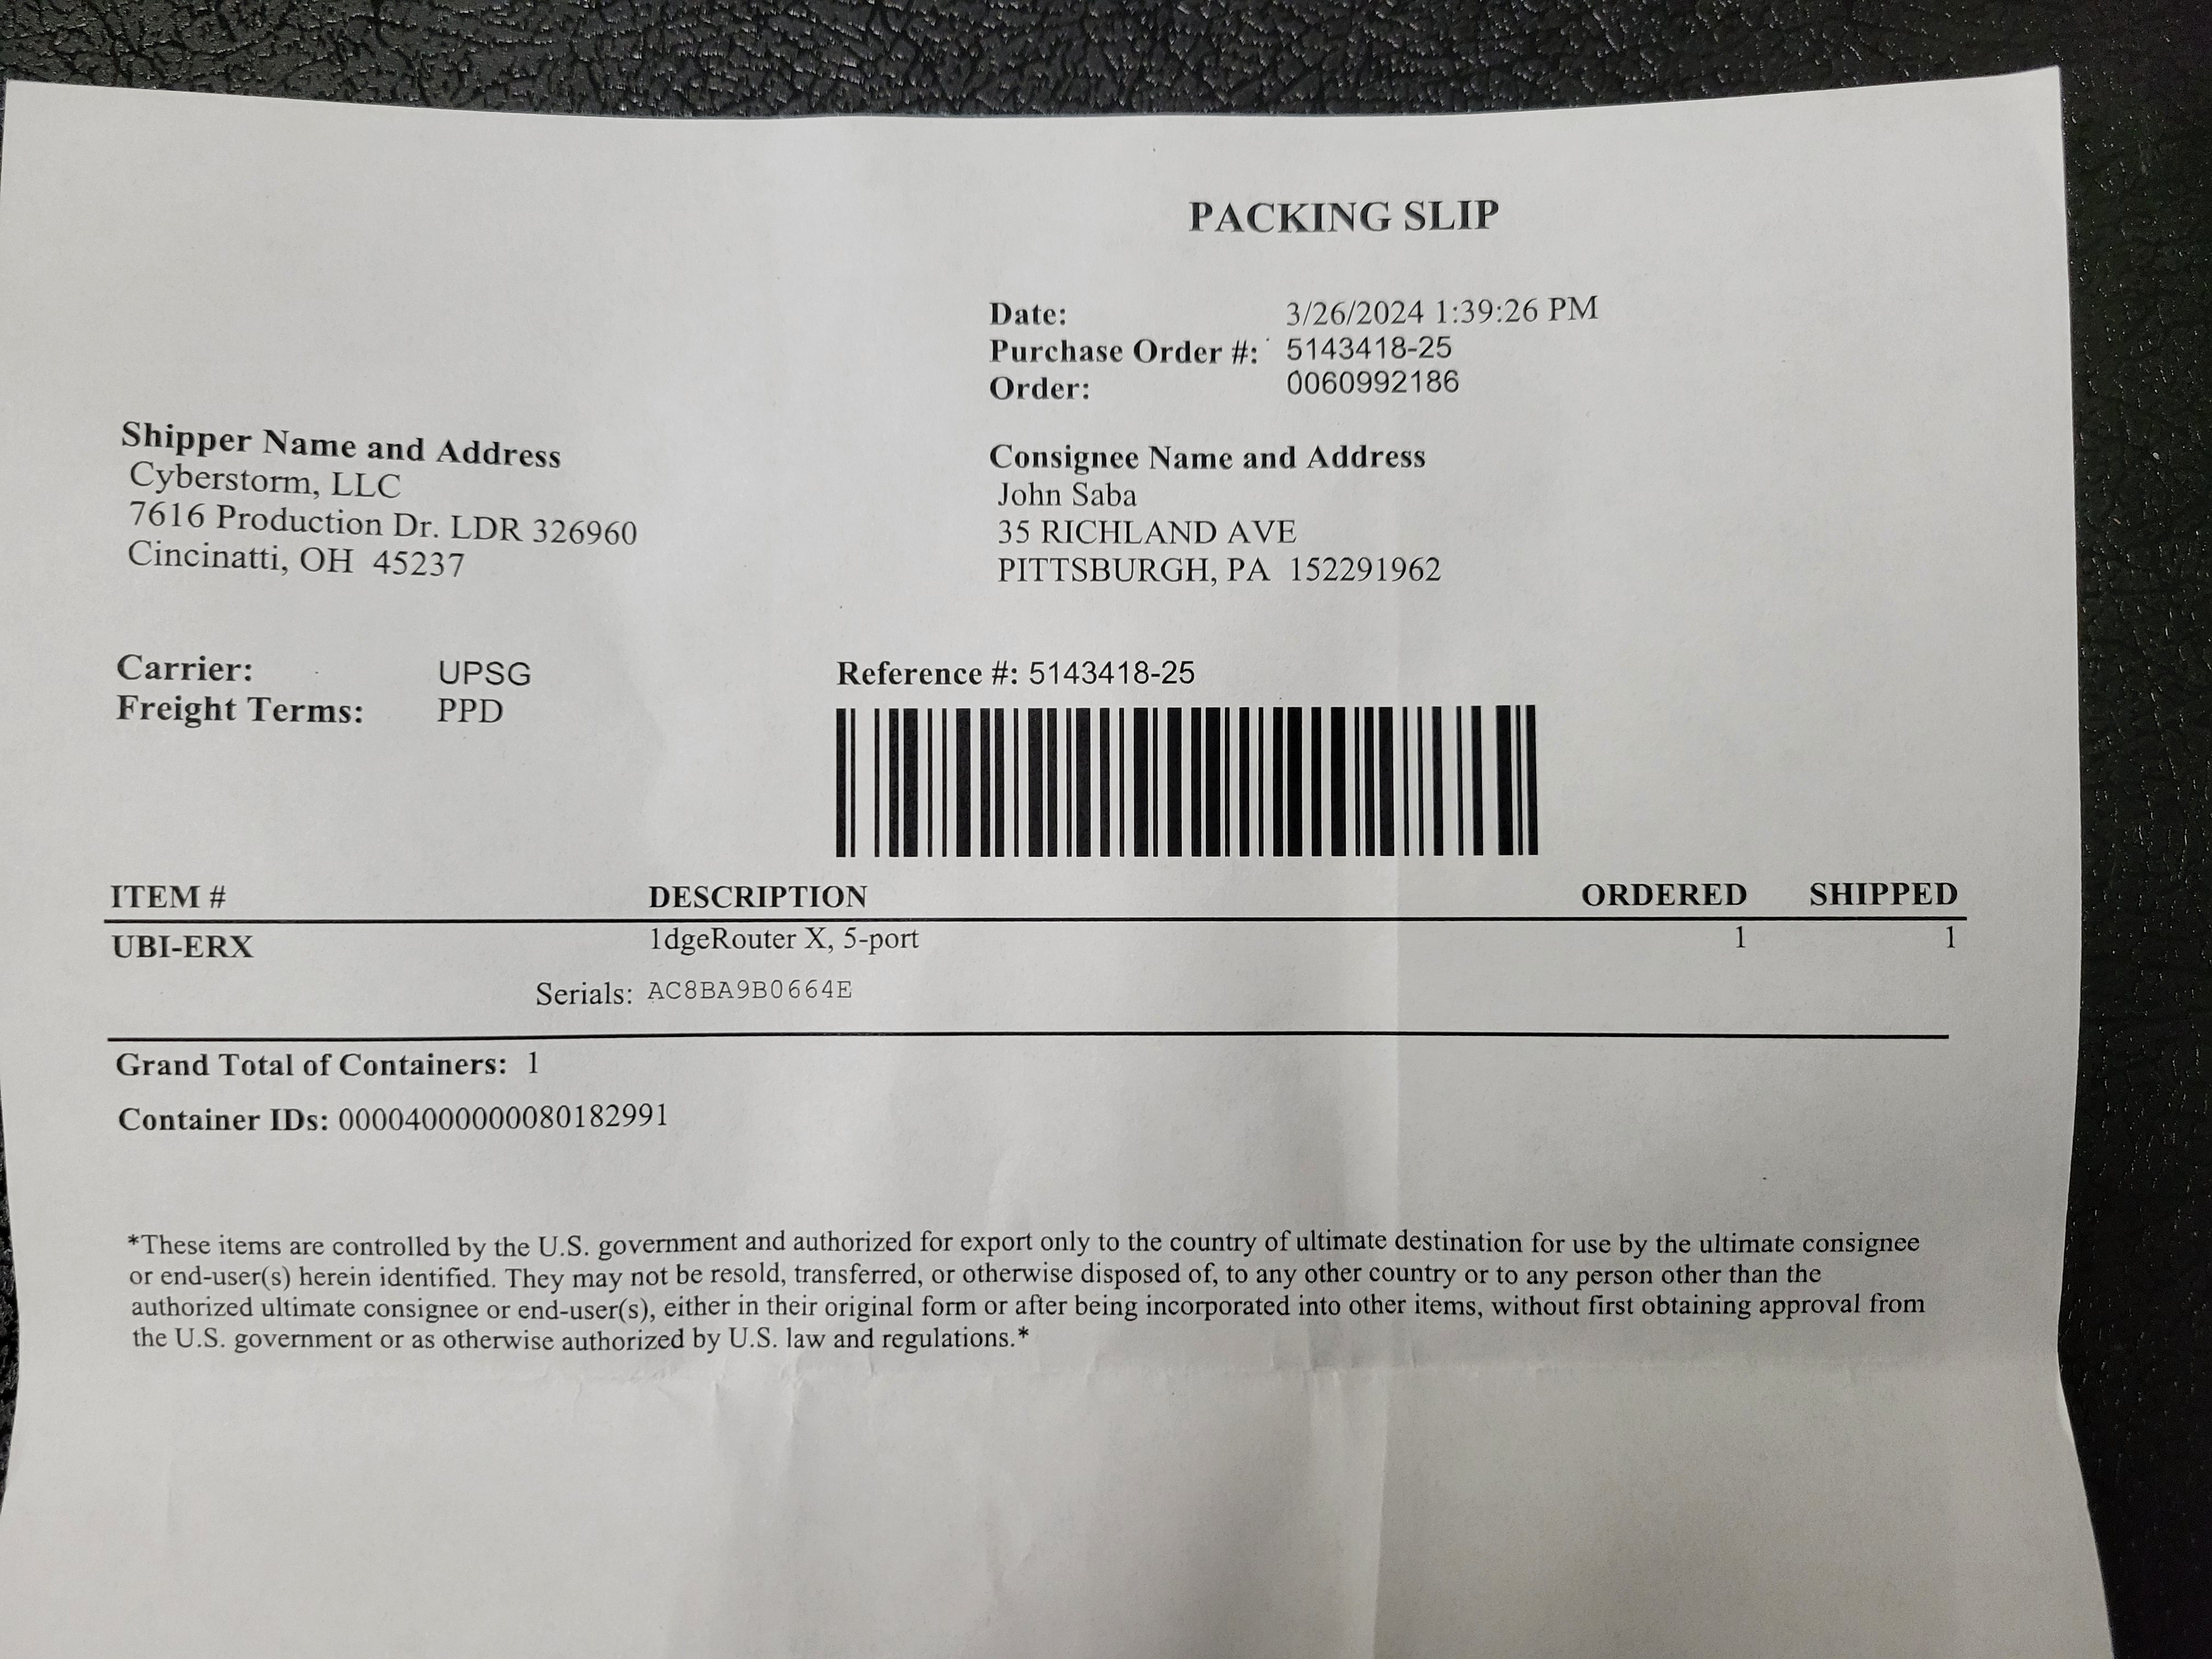 PACKING SLIP
Date: 3/26/2024 1:39:26 PM
Purchase Order #: 5143418-25
Order: 0060992186
Shipper Name and Address
Cyberstorm, LLC
7616 Production Dr. LDR 326960
Cincinatti, OH 45237
Consignee Name and Address
John Saba
35 RICHLAND AVE
PITTSBURGH, PA 152291962
Carrier: UPSG
Freight Terms: PPD
Reference #: 5143418-25
ITEM # DESCRIPTION ORDERED SHIPPED
UBI-ERX 1dgeRouter X, 5-port 1 1
Serials: AC8BA9B0664E
Grand Total of Containers: 1
Container IDs: 00004000000080182991
*These items are controlled by the U.S. government and authorized for export only to the country of ultimate destination for use by the ultimate consignee
or end-user(s) herein identified. They may not be resold, transferred, or otherwise disposed of, to any other country or to any person other than the
authorized ultimate consignee or end-user(s), either in their original form or after being incorporated into other items, without first obtaining approval from
the U.S. government or as otherwise authorized by U.S. law and regulations.*